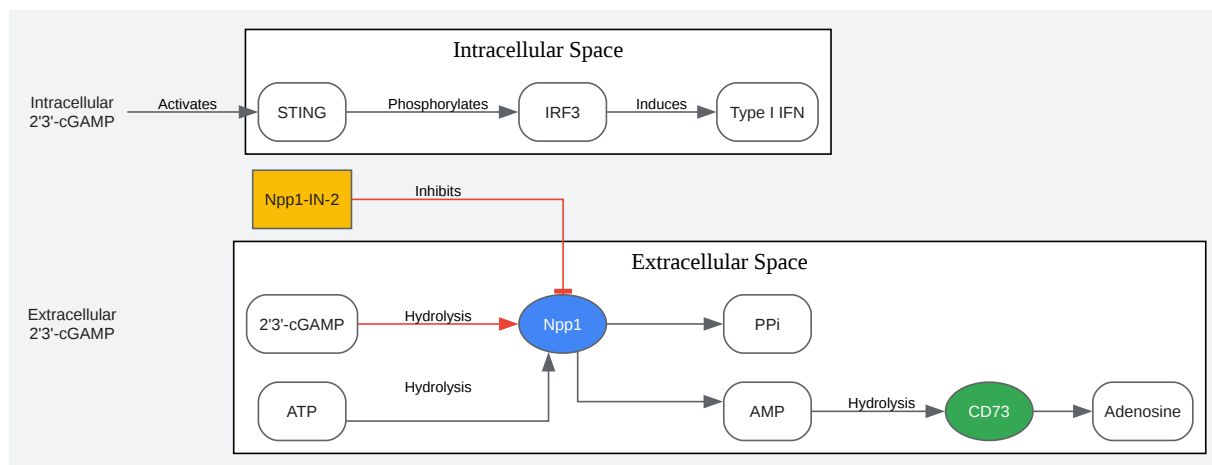 Intracellular Space
Intracellular
2'3'-cGAMP
Activates
STING
Phosphorylates
IRF3
Induces
Type I IFN
Npp1-IN-2
Inhibits
Extracellular Space
Extracellular
2'3'-cGAMP
2'3'-cGAMP
Hydrolysis
Npp1
PPi
ATP
Hydrolysis
AMP
Hydrolysis
CD73
Adenosine